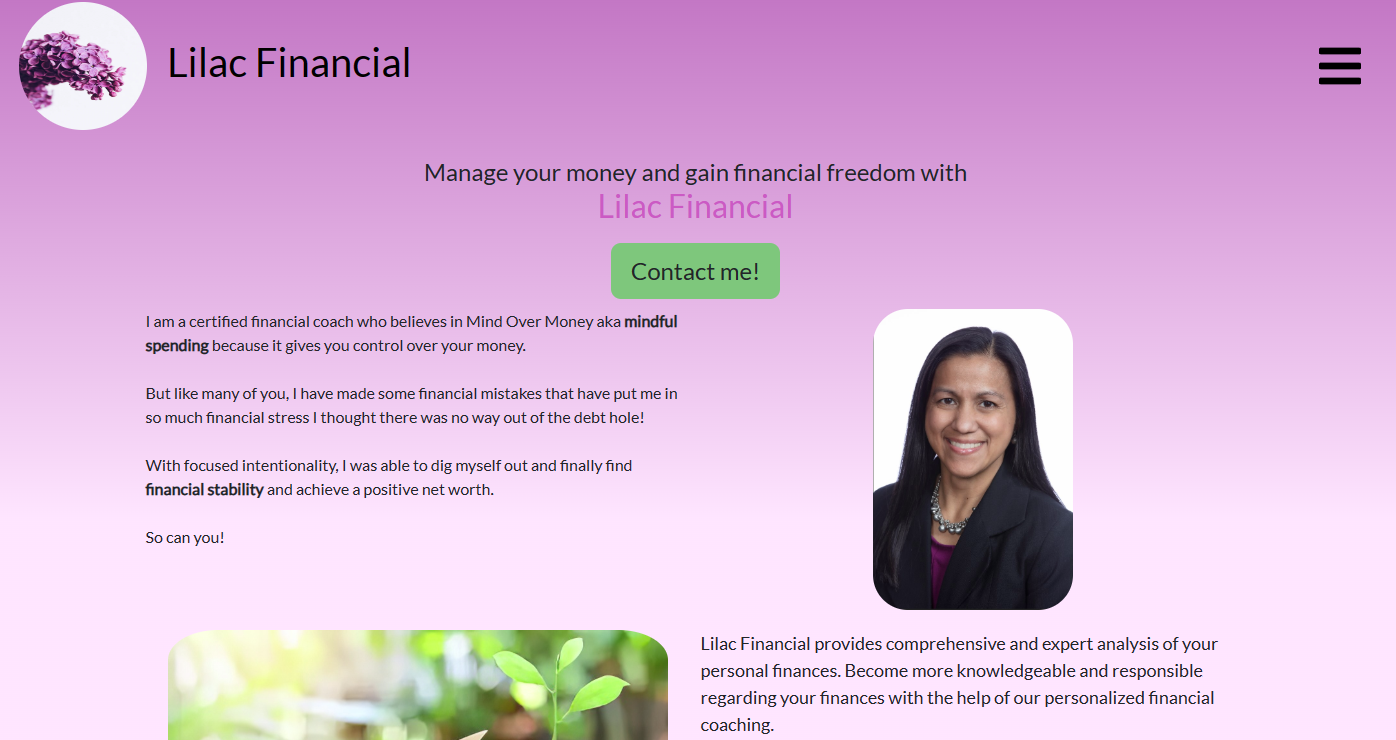 Lilac Financial
Manage your money and gain financial freedom with
Lilac Financial
Contact me!
I am a certified financial coach who believes in Mind Over Money aka mindful
spending because it gives you control over your money.
But like many of you, I have made some financial mistakes that have put me in
so much financial stress I thought there was no way out of the debt hole!
With focused intentionality, I was able to dig myself out and finally find
financial stability and achieve a positive net worth.
So can you!
Lilac Financial provides comprehensive and expert analysis of your
personal finances. Become more knowledgeable and responsible
regarding your finances with the help of our personalized financial
coaching.